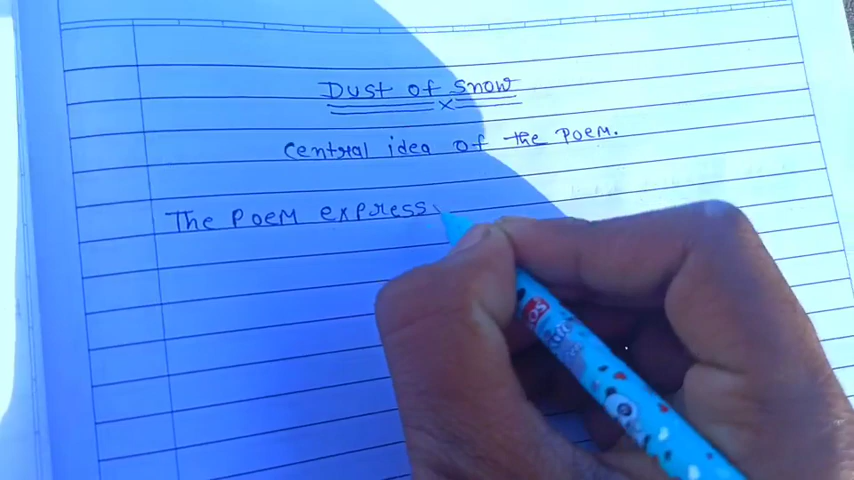 Dust of Snow
x
Central idea of the Poem.
The Poem express